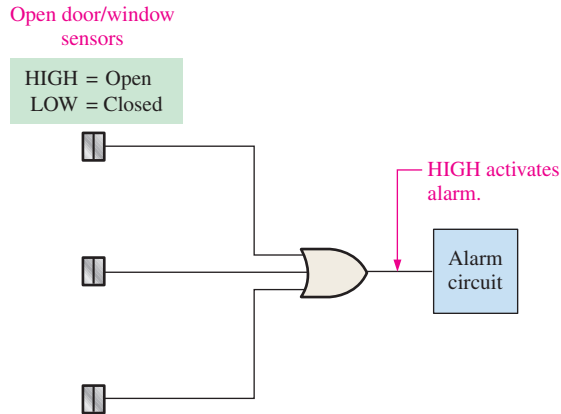 Open door/window
sensors
HIGH = Open
LOW = Closed
HIGH activates
alarm.
Alarm
circuit